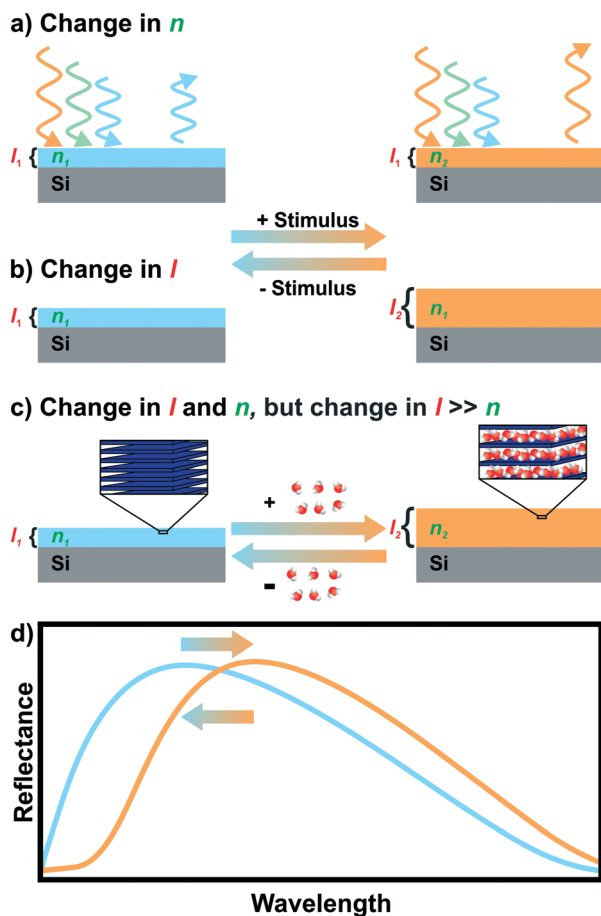 a) Change in n
l₁ { n₁
Si
l₁ { n₂
Si
+ Stimulus
- Stimulus
b) Change in l
l₁ { n₁
Si
l₂ { n₁
Si
c) Change in l and n, but change in l >> n
+
l₁ { n₁
Si
-
l₂ { n₂
Si
d)
Reflectance
Wavelength